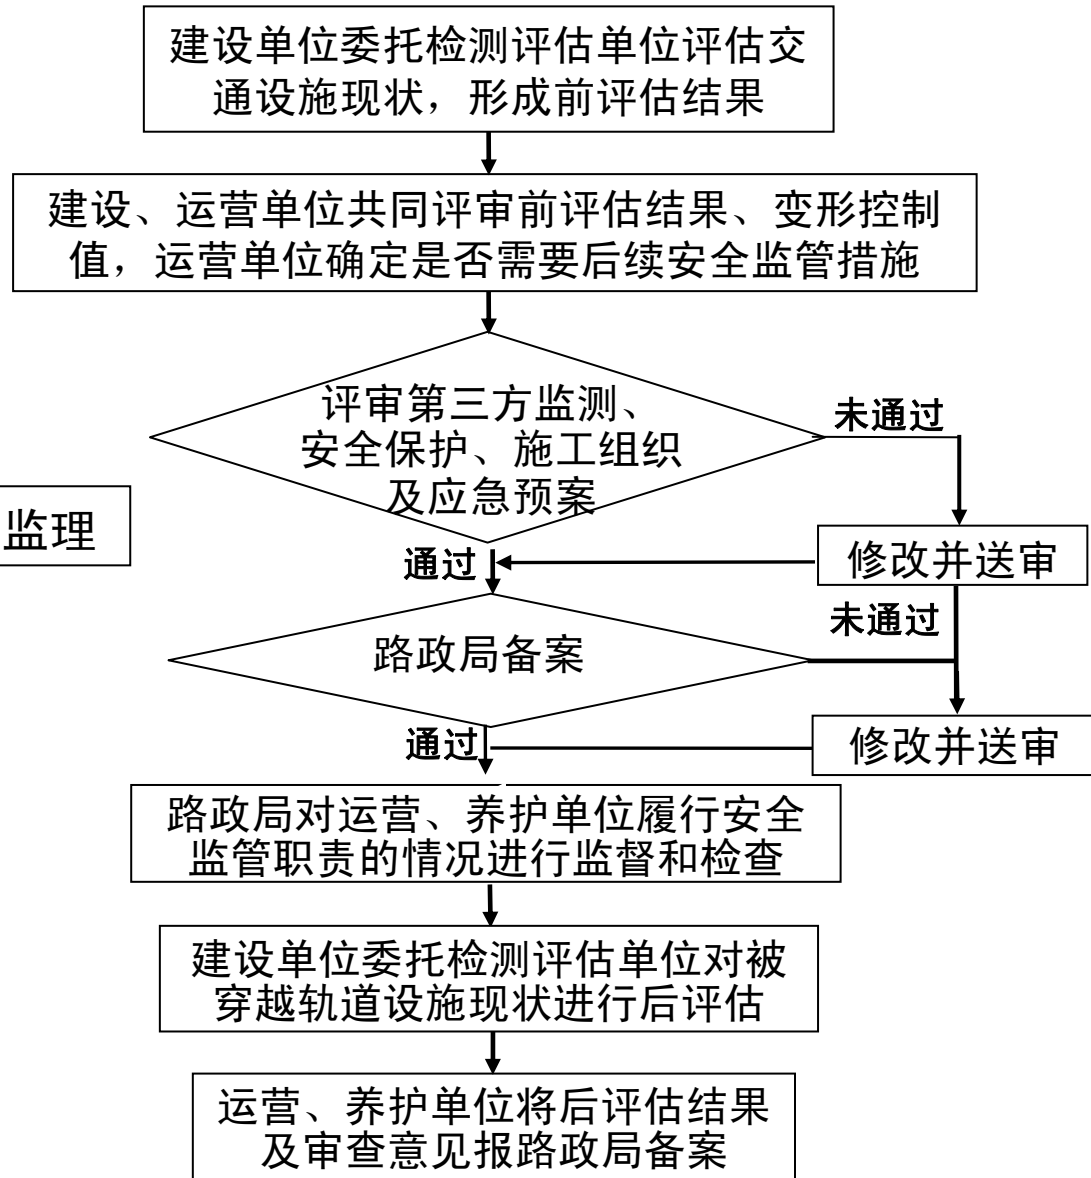 建设单位委托检测评估单位评估交
通设施现状，形成前评估结果
建设、运营单位共同评审前评估结果、变形控制
值，运营单位确定是否需要后续安全监管措施
评审第三方监测、
安全保护、施工组织
及应急预案
未通过
监理
修改并送审
通过
未通过
路政局备案
通过
修改并送审
路政局对运营、养护单位履行安全
监管职责的情况进行监督和检查
建设单位委托检测评估单位对被
穿越轨道设施现状进行后评估
运营、养护单位将后评估结果
及审查意见报路政局备案